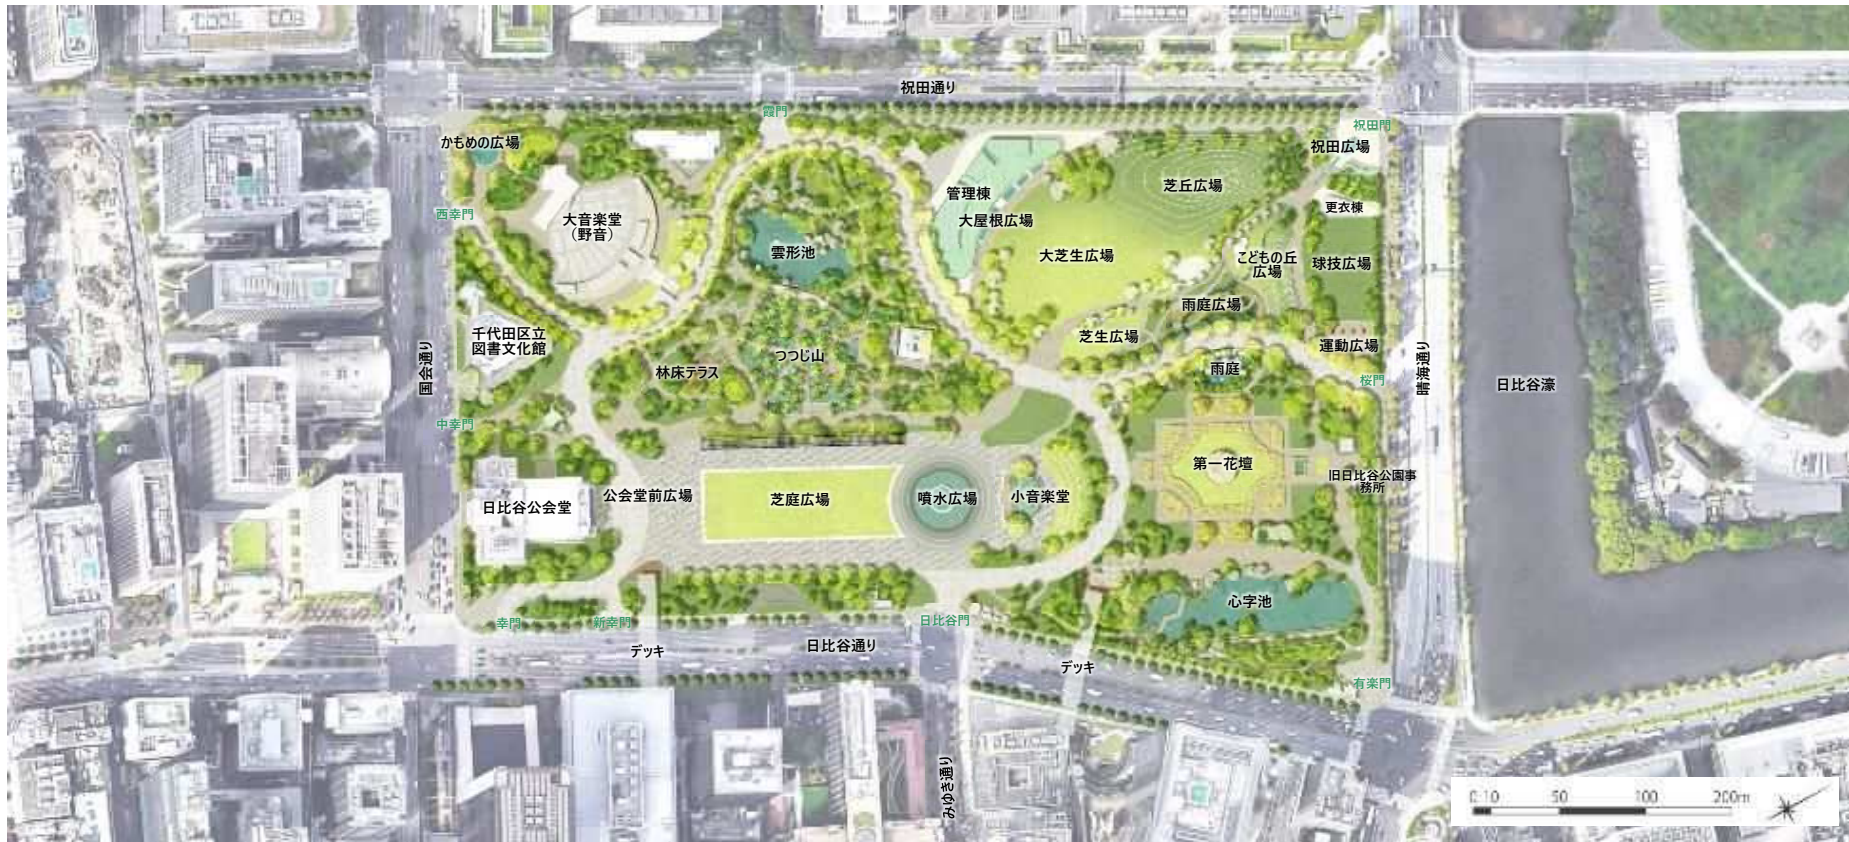 祝田通り
霞門
祝田門
かもめの広場
祝田広場
管理棟
芝丘広場
更衣棟
西幸門
大音楽堂
(野音)
大屋根広場
雲形池
大芝生広場
こどもの丘
広場
球技広場
雨庭広場
千代田区立
図書文化館
芝生広場
運動広場
国会通り
つつじ山
林床テラス
雨庭
桜門
晴海通り
日比谷濠
中幸門
第一花壇
旧日比谷公園事
務所
日比谷公会堂
公会堂前広場
芝庭広場
噴水広場
小音楽堂
心字池
幸門
新幸門
日比谷門
デッキ
日比谷通り
デッキ
有楽門
みゆき通り
0 10 50 100 200m